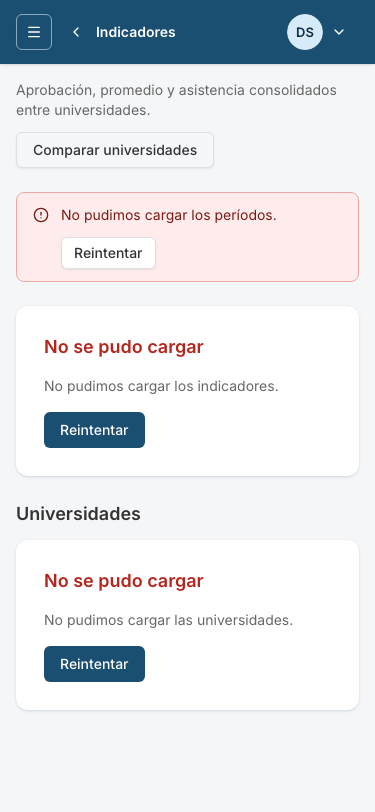 Indicadores
DS
Aprobación, promedio y asistencia consolidados
entre universidades.
Comparar universidades
No pudimos cargar los períodos.
Reintentar
No se pudo cargar
No pudimos cargar los indicadores.
Reintentar
Universidades
No se pudo cargar
No pudimos cargar las universidades.
Reintentar